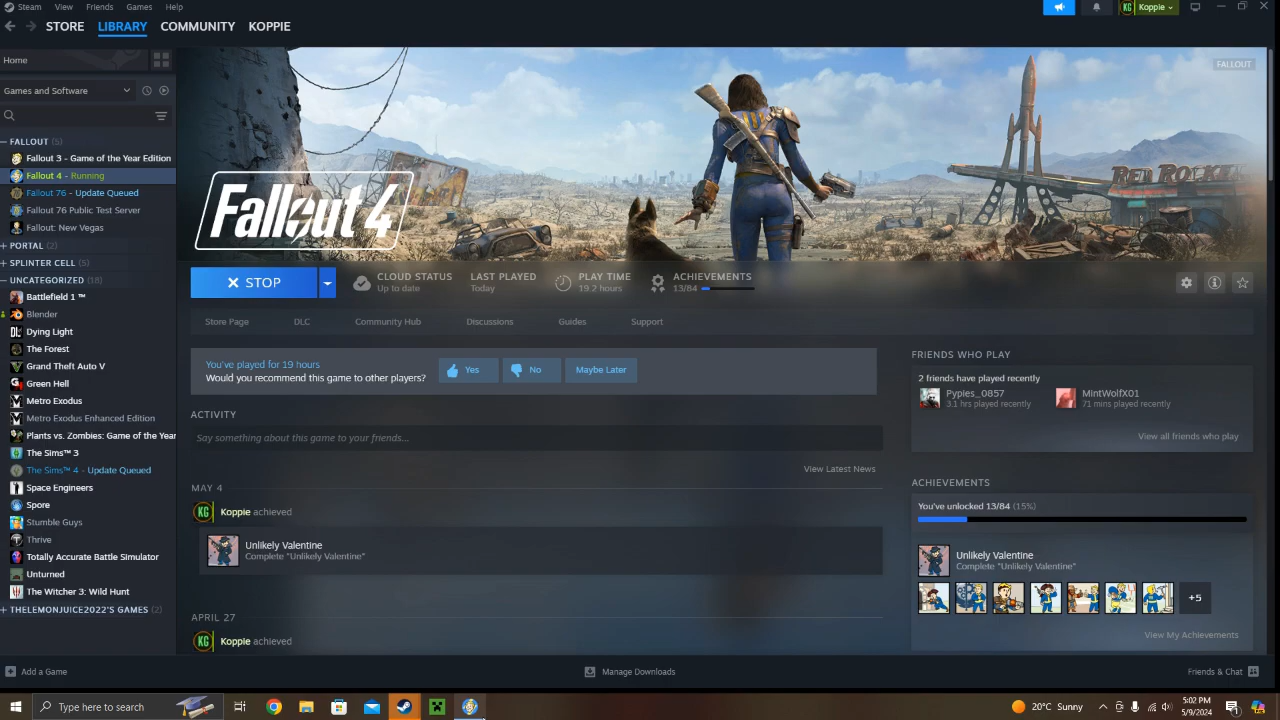 Steam View Friends Games Help
Koppie
STORE LIBRARY COMMUNITY KOPPIE
Home
FALLOUT
Games and Software
FALLOUT (5)
Fallout 3 - Game of the Year Edition
Fallout 4 - Running
Fallout 76 - Update Queued
Fallout 76 Public Test Server
Fallout: New Vegas
PORTAL (2)
SPLINTER CELL (5)
UNCATEGORIZED (18)
Battlefield 1 ™
Blender
Dying Light
The Forest
Grand Theft Auto V
Green Hell
Metro Exodus
Metro Exodus Enhanced Edition
Plants vs. Zombies: Game of the Year
The Sims™ 3
The Sims™ 4 - Update Queued
Space Engineers
Spore
Stumble Guys
Thrive
Totally Accurate Battle Simulator
Unturned
The Witcher 3: Wild Hunt
THELEMONJUICE2022'S GAMES (2)
Fallout 4
RED ROCKET
STOP
CLOUD STATUS
Up to date
LAST PLAYED
Today
PLAY TIME
19.2 hours
ACHIEVEMENTS
13/84
Store Page DLC Community Hub Discussions Guides Support
You've played for 19 hours
Would you recommend this game to other players?
Yes No Maybe Later
ACTIVITY
Say something about this game to your friends...
View Latest News
MAY 4
KG Koppie achieved
Unlikely Valentine
Complete "Unlikely Valentine"
APRIL 27
KG Koppie achieved
FRIENDS WHO PLAY
2 friends have played recently
Pypies_0857
3.1 hrs played recently
MintWolfX01
71 mins played recently
View all friends who play
ACHIEVEMENTS
You've unlocked 13/84 (15%)
Unlikely Valentine
Complete "Unlikely Valentine"
+5
View My Achievements
Add a Game
Manage Downloads
Friends & Chat
Type here to search
20°C Sunny
5:02 PM
5/9/2024
1